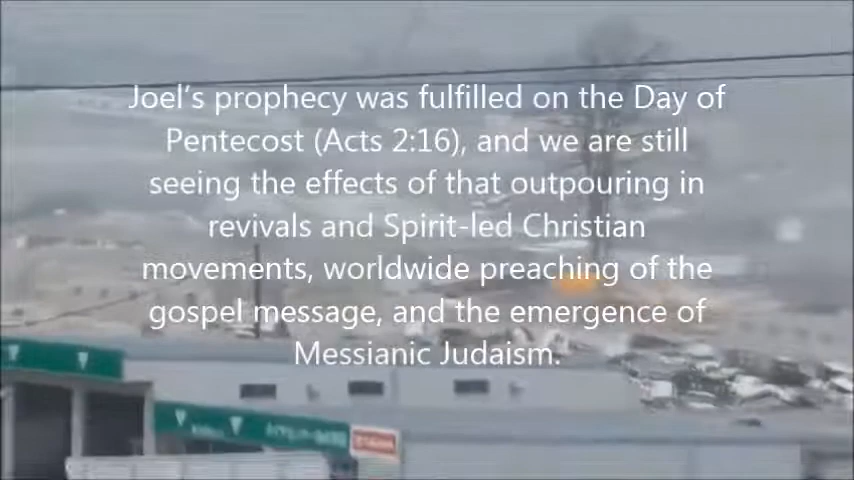 Joel's prophecy was fulfilled on the Day of
Pentecost (Acts 2:16), and we are still
seeing the effects of that outpouring in
revivals and Spirit-led Christian
movements, worldwide preaching of the
gospel message, and the emergence of
Messianic Judaism.